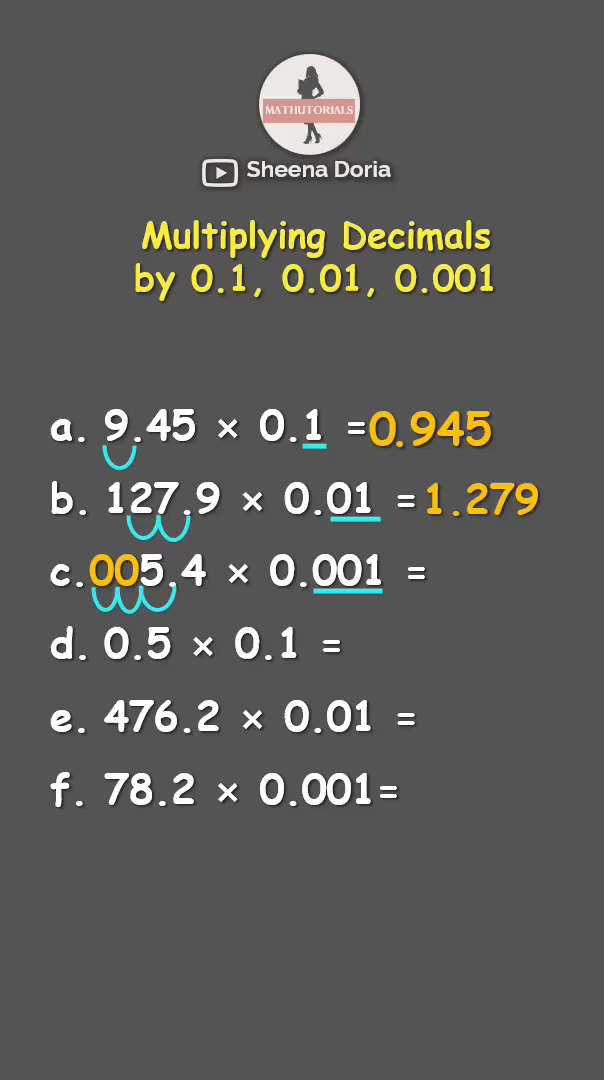 MATHUTORIALS
Sheena Doria
Multiplying Decimals
by 0.1, 0.01, 0.001
a. 9.45 × 0.1 = 0.945
b. 127.9 × 0.01 = 1.279
c. 005.4 × 0.001 =
d. 0.5 × 0.1 =
e. 476.2 × 0.01 =
f. 78.2 × 0.001=